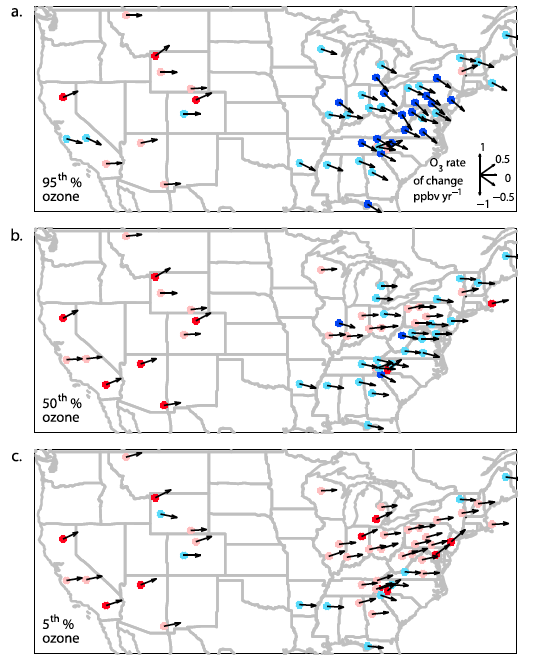 a.
95th %
ozone
O3 rate
of change
ppbv yr−1
1
0.5
0
−0.5
−1
b.
50th %
ozone
c.
5th %
ozone